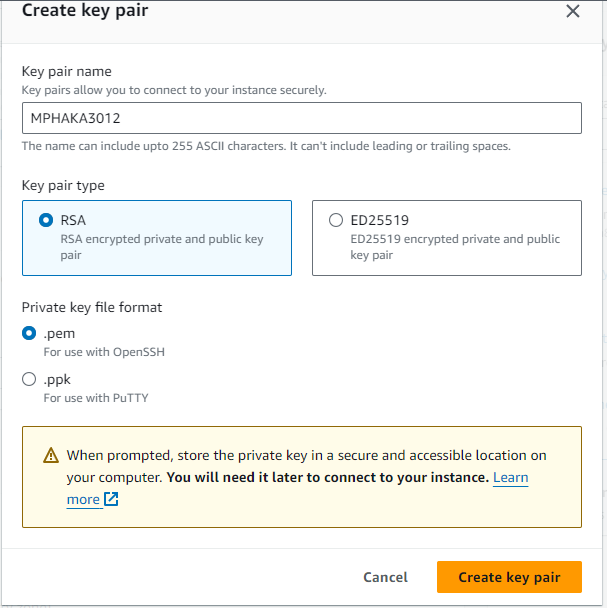 Create key pair
Key pair name
Key pairs allow you to connect to your instance securely.
MPHAKA3012
The name can include upto 255 ASCII characters. It can't include leading or trailing spaces.
Key pair type
RSA
RSA encrypted private and public key
pair
ED25519
ED25519 encrypted private and public
key pair
Private key file format
.pem
For use with OpenSSH
.ppk
For use with PuTTY
When prompted, store the private key in a secure and accessible location on
your computer. You will need it later to connect to your instance. Learn
more
Cancel
Create key pair